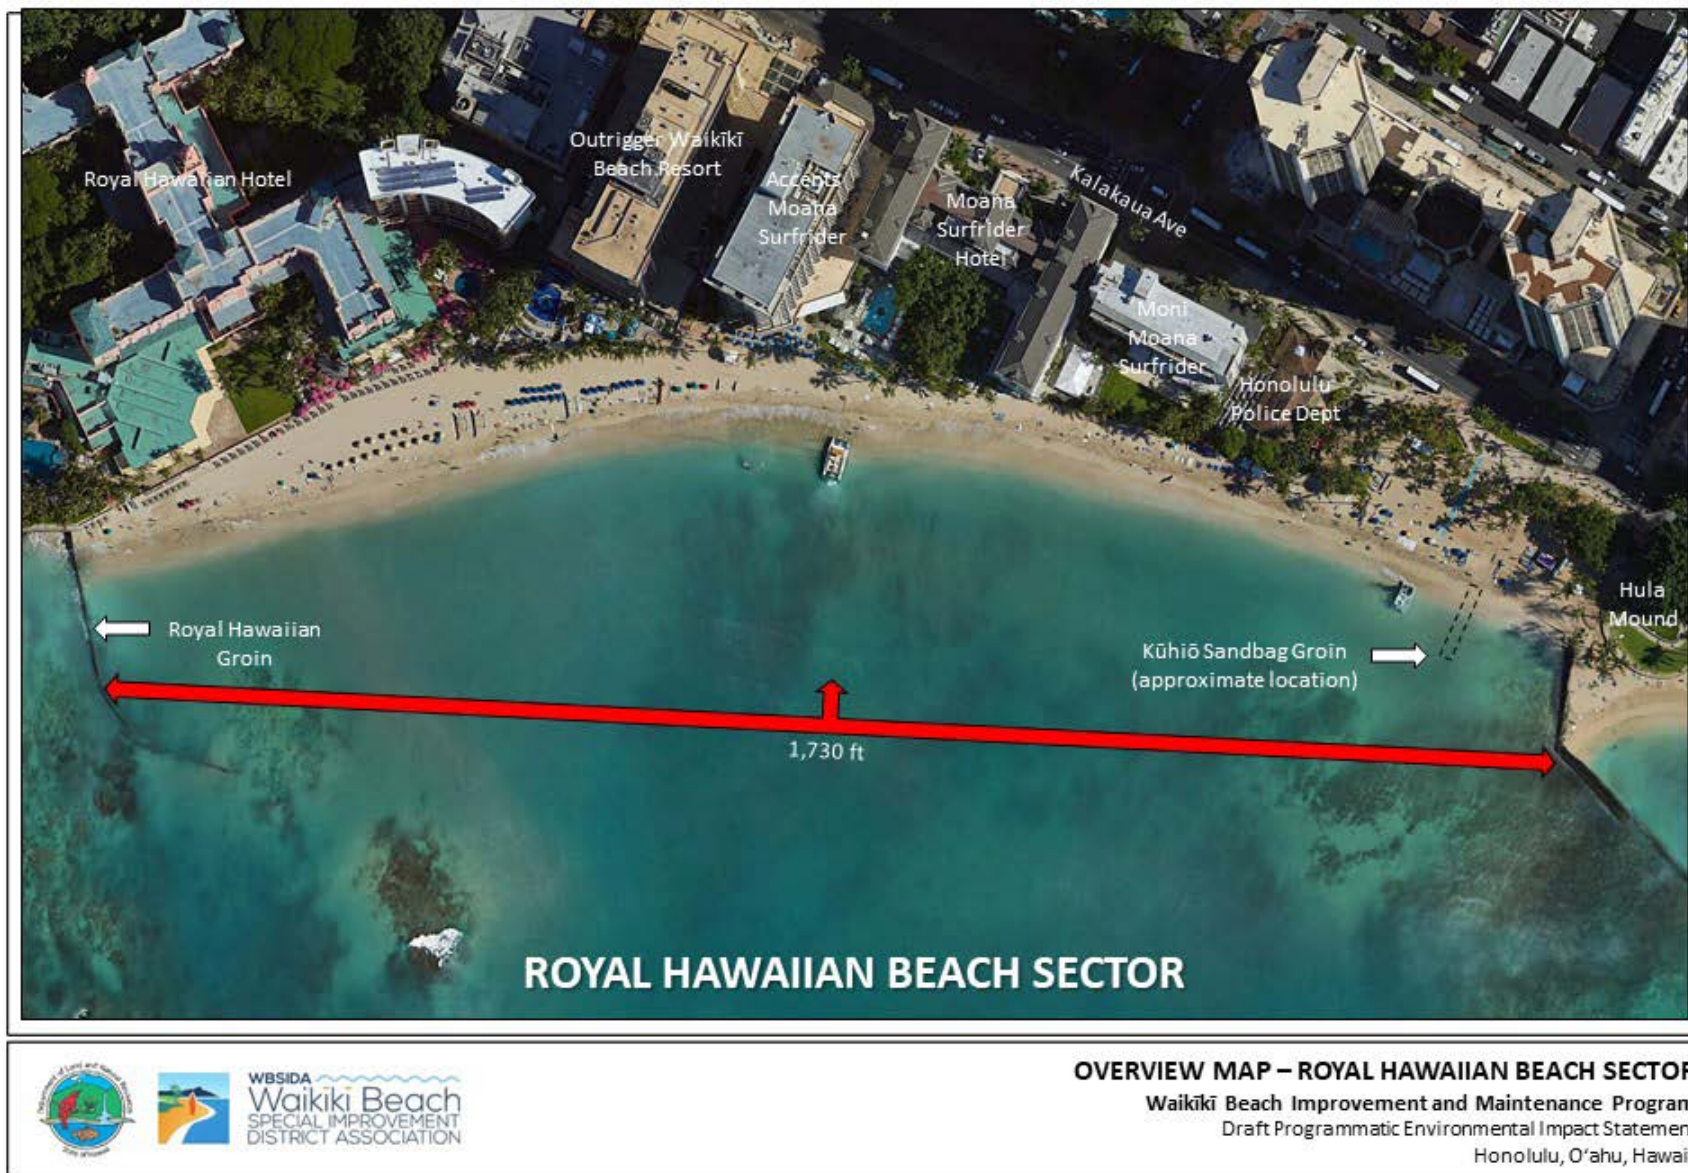 Royal Hawaiian Hotel
Outrigger Waikīkī
Beach Resort
Accents
Moana
Surfrider
Moana
Surfrider
Hotel
Kalakaua Ave
Moni
Moana
Surfrider
Honolulu
Police Dept
Hula
Mound
Royal Hawaiian
Groin
Kūhiō Sandbag Groin
(approximate location)
1,730 ft
ROYAL HAWAIIAN BEACH SECTOR
WBSIDA
Waikīkī Beach
SPECIAL IMPROVEMENT
DISTRICT ASSOCIATION
OVERVIEW MAP – ROYAL HAWAIIAN BEACH SECTOR
Waikīkī Beach Improvement and Maintenance Program
Draft Programmatic Environmental Impact Statemen
Honolulu, Oʻahu, Hawai